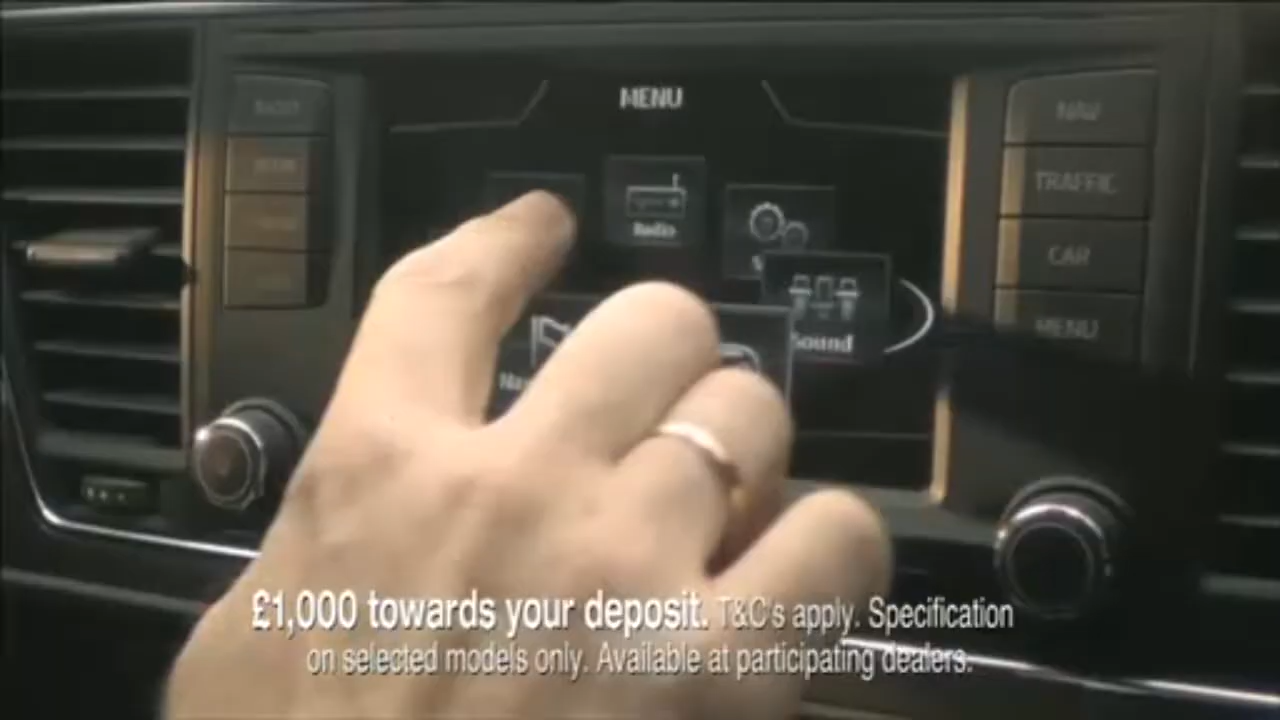 MENU
RADIO
NAV
TRAFFIC
Radio
CAR
Sound
MENU
£1,000 towards your deposit. T&C's apply. Specification
on selected models only. Available at participating dealers.